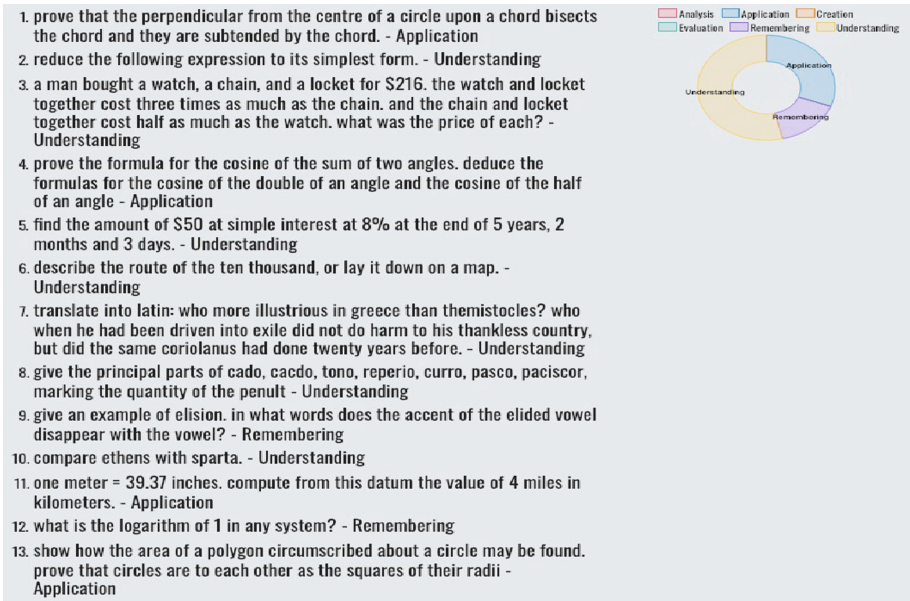 1. prove that the perpendicular from the centre of a circle upon a chord bisects
the chord and they are subtended by the chord. - Application
2. reduce the following expression to its simplest form. - Understanding
3. a man bought a watch, a chain, and a locket for $216. the watch and locket
together cost three times as much as the chain. and the chain and locket
together cost half as much as the watch. what was the price of each? -
Understanding
4. prove the formula for the cosine of the sum of two angles. deduce the
formulas for the cosine of the double of an angle and the cosine of the half
of an angle - Application
5. find the amount of $50 at simple interest at 8% at the end of 5 years, 2
months and 3 days. - Understanding
6. describe the route of the ten thousand, or lay it down on a map. -
Understanding
7. translate into latin: who more illustrious in greece than themistocles? who
when he had been driven into exile did not do harm to his thankless country,
but did the same coriolanus had done twenty years before. - Understanding
8. give the principal parts of cado, cacdo, tono, reperio, curro, pasco, paciscor,
marking the quantity of the penult - Understanding
9. give an example of elision. in what words does the accent of the elided vowel
disappear with the vowel? - Remembering
10. compare ethens with sparta. - Understanding
11. one meter = 39.37 inches. compute from this datum the value of 4 miles in
kilometers. - Application
12. what is the logarithm of 1 in any system? - Remembering
13. show how the area of a polygon circumscribed about a circle may be found.
prove that circles are to each other as the squares of their radii -
Application
Analysis Application Creation
Evaluation Remembering Understanding
Application
Understanding
Remembering